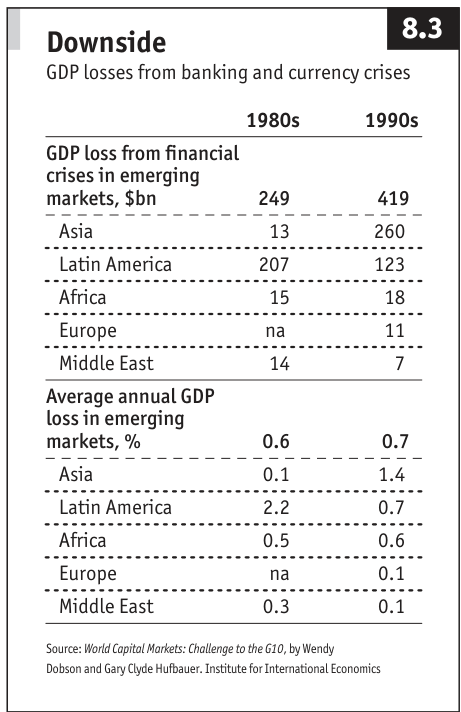 8.3
Downside
GDP losses from banking and currency crises
1980s 1990s
GDP loss from financial
crises in emerging
markets, $bn 249 419
Asia 13 260
Latin America 207 123
Africa 15 18
Europe na 11
Middle East 14 7
Average annual GDP
loss in emerging
markets, % 0.6 0.7
Asia 0.1 1.4
Latin America 2.2 0.7
Africa 0.5 0.6
Europe na 0.1
Middle East 0.3 0.1
Source: World Capital Markets: Challenge to the G10, by Wendy
Dobson and Gary Clyde Hufbauer. Institute for International Economics